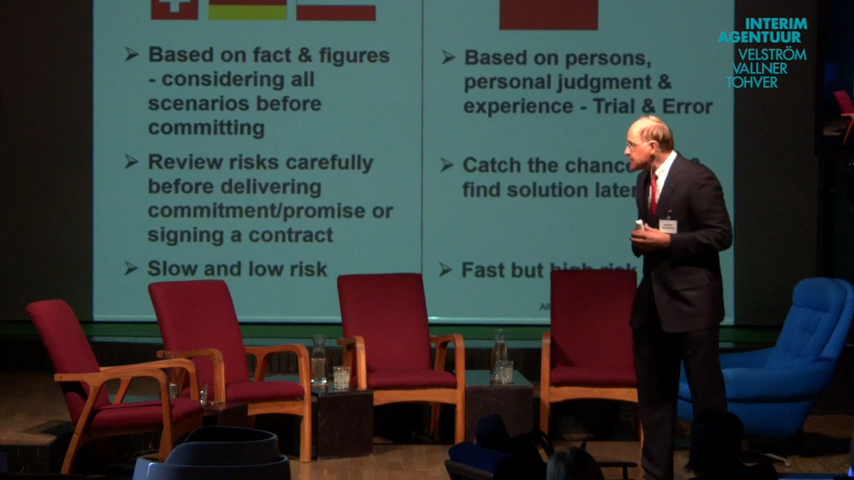 INTERIM
AGENTUUR
VELSTRÖM
VALLNER
TOHVER
Based on fact & figures
- considering all
scenarios before
committing
Review risks carefully
before delivering
commitment/promise or
signing a contract
Slow and low risk
Based on persons,
personal judgment &
experience - Trial & Error
Catch the chance
find solution later
Fast but high risk